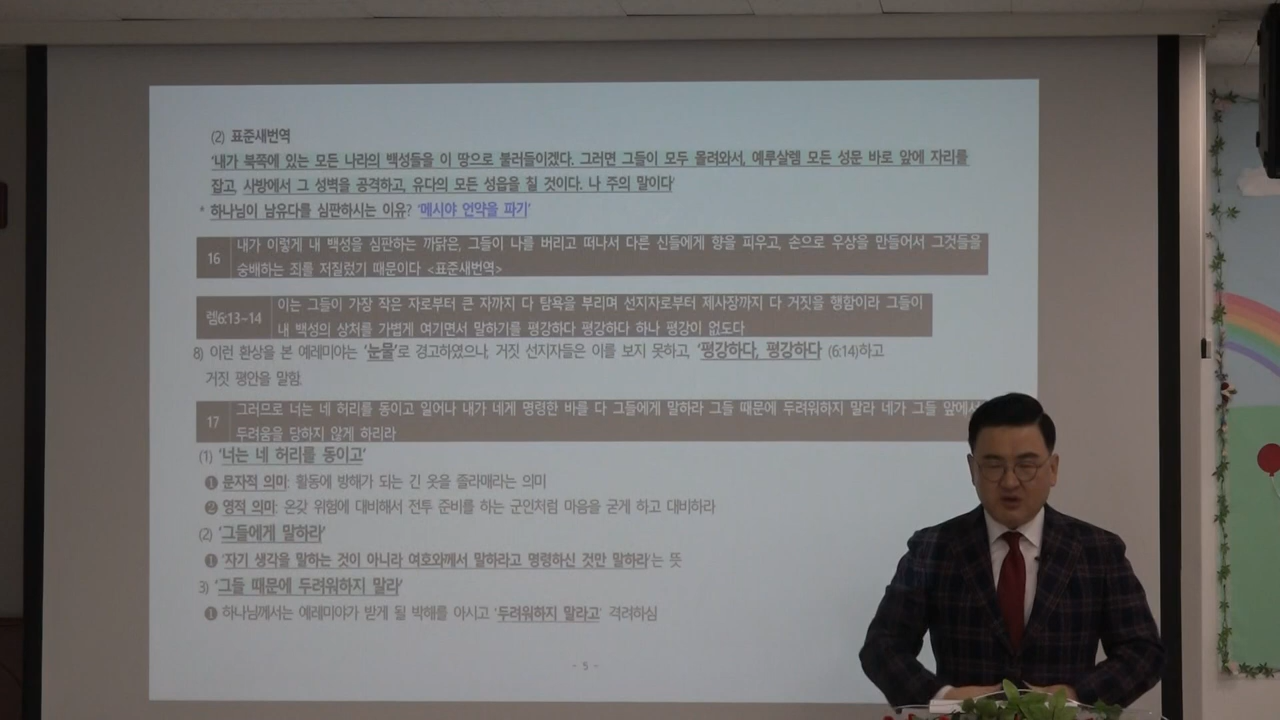 (2) 표준새번역
'내가 북쪽에 있는 모든 나라의 백성들을 이 땅으로 불러들이겠다. 그러면 그들이 모두 몰려와서, 예루살렘 모든 성문 바로 앞에 자리를
잡고, 사방에서 그 성벽을 공격하고, 유다의 모든 성읍을 칠 것이다. 나 주의 말이다'
* 하나님이 남유다를 심판하시는 이유? '메시야 언약을 파기'
16 내가 이렇게 내 백성을 심판하는 까닭은, 그들이 나를 버리고 떠나서 다른 신들에게 향을 피우고, 손으로 우상을 만들어서 그것들을
숭배하는 죄를 저질렀기 때문이다 <표준새번역>
렘6:13-14 이는 그들이 가장 작은 자로부터 큰 자까지 다 탐욕을 부리며 선지자로부터 제사장까지 다 거짓을 행함이라 그들이
내 백성의 상처를 가볍게 여기면서 말하기를 평강하다 평강하다 하나 평강이 없도다
8) 이런 환상을 본 예레미야는 '눈물'로 경고하였으나, 거짓 선지자들은 이를 보지 못하고, '평강하다, 평강하다 (6:14)하고
거짓 평안을 말함.
17 그러므로 너는 네 허리를 동이고 일어나 내가 네게 명령한 바를 다 그들에게 말하라 그들 때문에 두려워하지 말라 네가 그들 앞에서
두려움을 당하지 않게 하리라
(1) '너는 네 허리를 동이고'
❶ 문자적 의미: 활동에 방해가 되는 긴 옷을 졸라매라는 의미
❷ 영적 의미: 온갖 위험에 대비해서 전투 준비를 하는 군인처럼 마음을 굳게 하고 대비하라
(2) '그들에게 말하라'
❶ '자기 생각을 말하는 것이 아니라 여호와께서 말하라고 명령하신 것만 말하라'는 뜻
3) '그들 때문에 두려워하지 말라'
❶ 하나님께서는 예레미야가 받게 될 박해를 아시고 '두려워하지 말라고' 격려하심
- 5 -